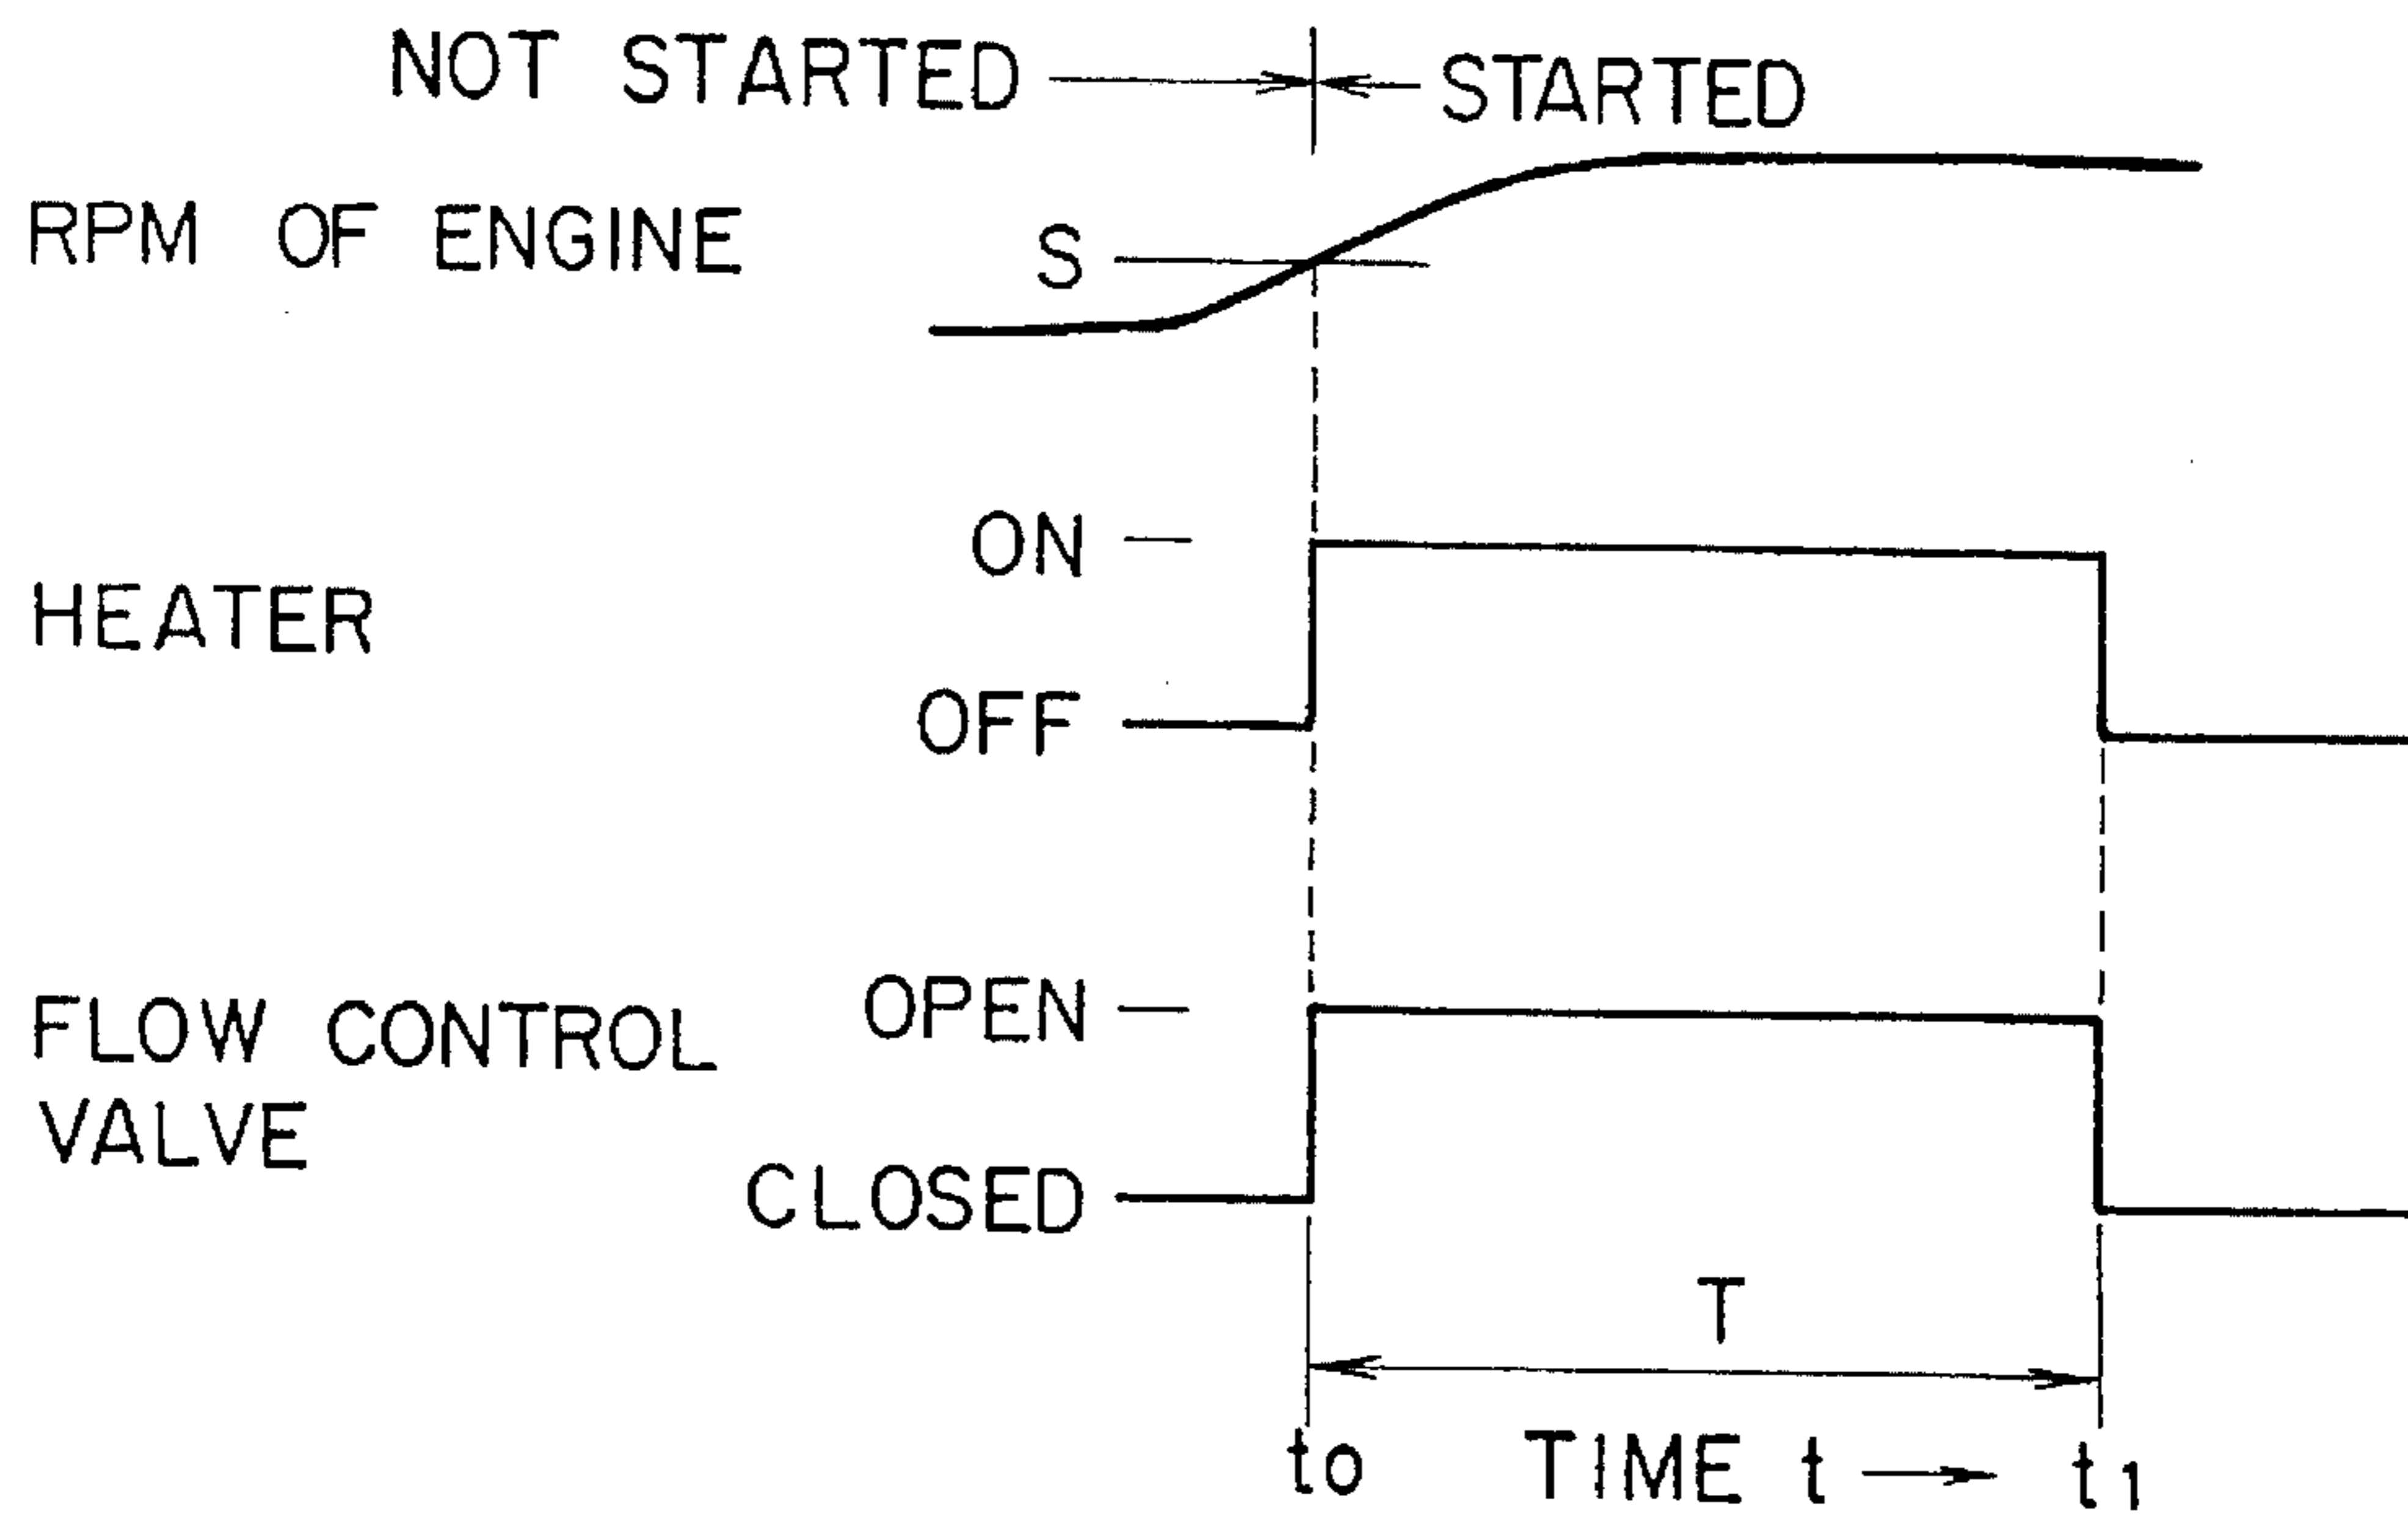 NOT STARTED
STARTED
RPM OF ENGINE
S
ON
HEATER
OFF
OPEN
FLOW CONTROL
VALVE
CLOSED
T
to
TIME t
t1